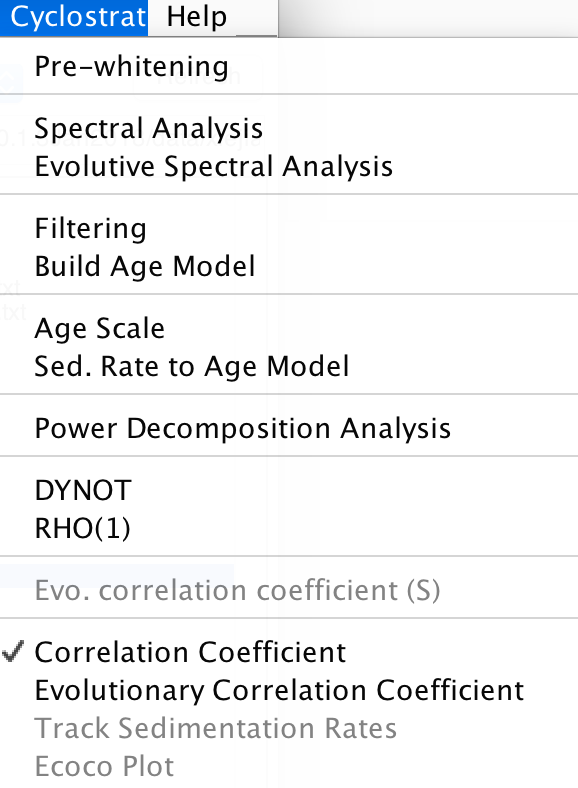 Cyclostrat Help
Pre-whitening
Spectral Analysis
Evolutive Spectral Analysis
Filtering
Build Age Model
Age Scale
Sed. Rate to Age Model
Power Decomposition Analysis
DYNOT
RHO(1)
Evo. correlation coefficient (S)
Correlation Coefficient
Evolutionary Correlation Coefficient
Track Sedimentation Rates
Ecoco Plot